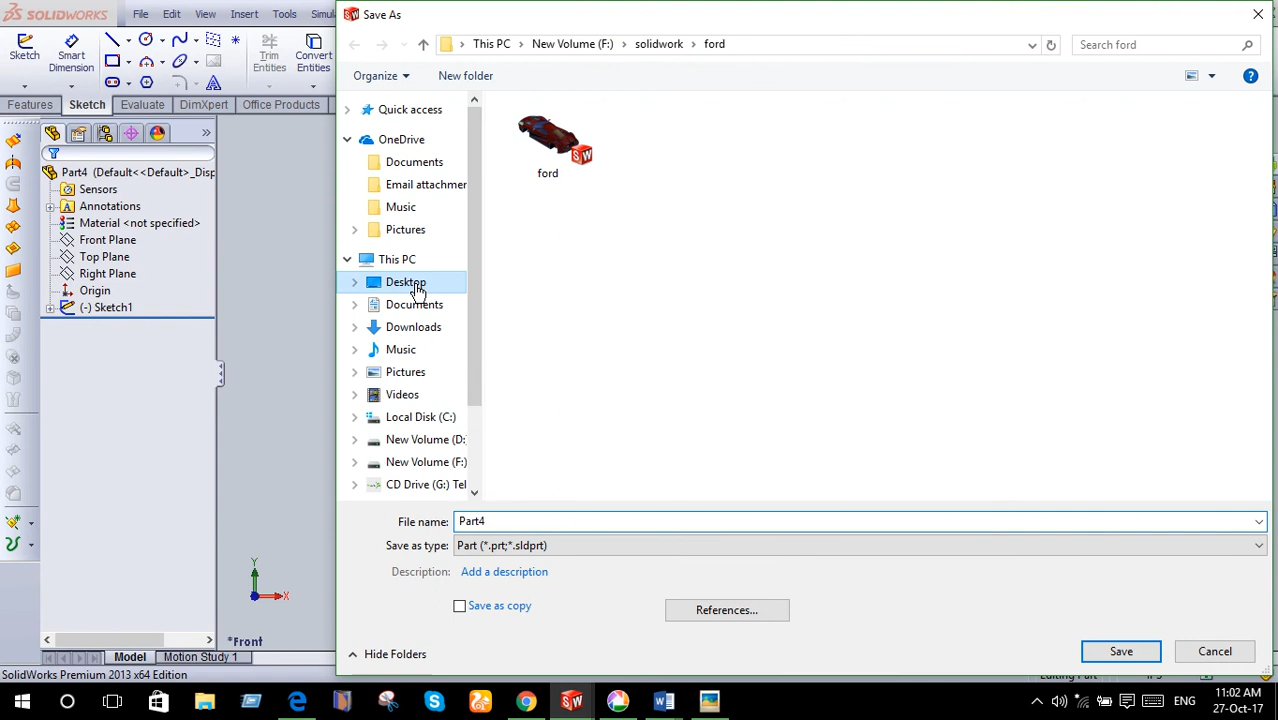 SOLIDWORKS File Edit View Insert Tools Simul
Save As
This PC New Volume (F:) solidwork ford
Search ford
Organize New folder
Sketch Smart Dimension Trim Entities Convert Entities
Features Sketch Evaluate DimXpert Office Products
Part4 (Default<<Default>_Disp
Sensors
Annotations
Material <not specified>
Front Plane
Top Plane
Right Plane
Origin
(-) Sketch1
Quick access
OneDrive
Documents
Email attachmer
Music
Pictures
This PC
Desktop
Documents
Downloads
Music
Pictures
Videos
Local Disk (C:)
New Volume (D:
New Volume (F:)
CD Drive (G:) Tel
SW
ford
File name: Part4
Save as type: Part (*.prt;*.sldprt)
Description: Add a description
Save as copy
References...
Hide Folders
Save Cancel
Y
X
*Front
Model Motion Study 1
SolidWorks Premium 2013 x64 Edition
Editing Part
ENG
11:02 AM
27-Oct-17